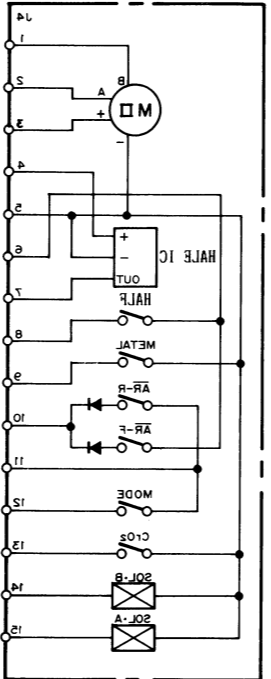 J4
1
B
2
A
M
3
+
-
4
5
+
HALE IC
-
6
OUT
7
HALF
8
METAL
9
AR-R
10
AR-F
11
MODE
12
CrO2
13
SOL·B
14
SOL·A
15